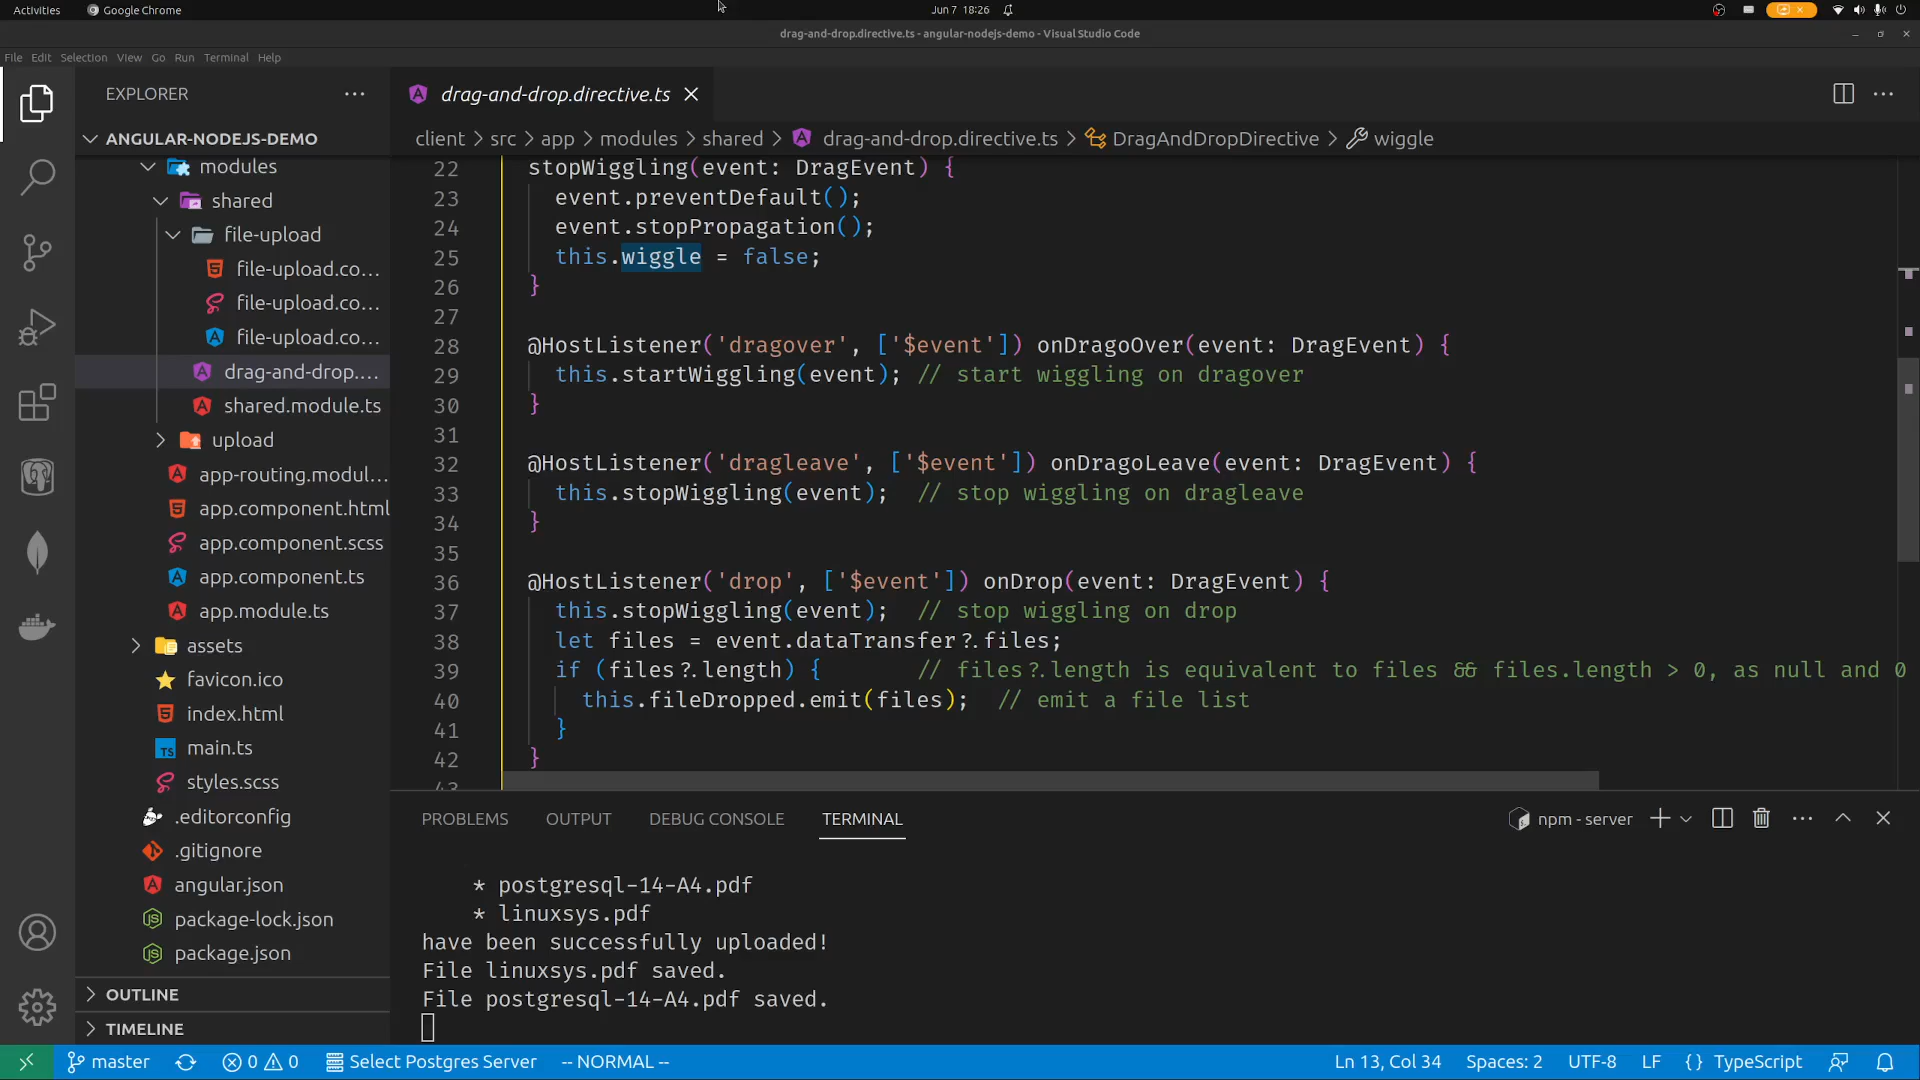 Activities Google Chrome Jun 7 18:26
drag-and-drop.directive.ts - angular-nodejs-demo - Visual Studio Code
File Edit Selection View Go Run Terminal Help
EXPLORER
ANGULAR-NODEJS-DEMO
modules
shared
file-upload
file-upload.co...
file-upload.co...
file-upload.co...
drag-and-drop....
shared.module.ts
upload
app-routing.modul...
app.component.html
app.component.scss
app.component.ts
app.module.ts
assets
favicon.ico
index.html
main.ts
styles.scss
.editorconfig
.gitignore
angular.json
package-lock.json
package.json
OUTLINE
TIMELINE
drag-and-drop.directive.ts
client > src > app > modules > shared > drag-and-drop.directive.ts > DragAndDropDirective > wiggle
22 stopWiggling(event: DragEvent) {
23 event.preventDefault();
24 event.stopPropagation();
25 this.wiggle = false;
26 }
27
28 @HostListener('dragover', ['$event']) onDragoOver(event: DragEvent) {
29 this.startWiggling(event); // start wiggling on dragover
30 }
31
32 @HostListener('dragleave', ['$event']) onDragoLeave(event: DragEvent) {
33 this.stopWiggling(event); // stop wiggling on dragleave
34 }
35
36 @HostListener('drop', ['$event']) onDrop(event: DragEvent) {
37 this.stopWiggling(event); // stop wiggling on drop
38 let files = event.dataTransfer?.files;
39 if (files?.length) { // files?.length is equivalent to files && files.length > 0, as null and 0
40 this.fileDropped.emit(files); // emit a file list
41 }
42 }
43
PROBLEMS OUTPUT DEBUG CONSOLE TERMINAL npm - server
* postgresql-14-A4.pdf
* linuxsys.pdf
have been successfully uploaded!
File linuxsys.pdf saved.
File postgresql-14-A4.pdf saved.
master 0 0 Select Postgres Server -- NORMAL -- Ln 13, Col 34 Spaces: 2 UTF-8 LF {} TypeScript